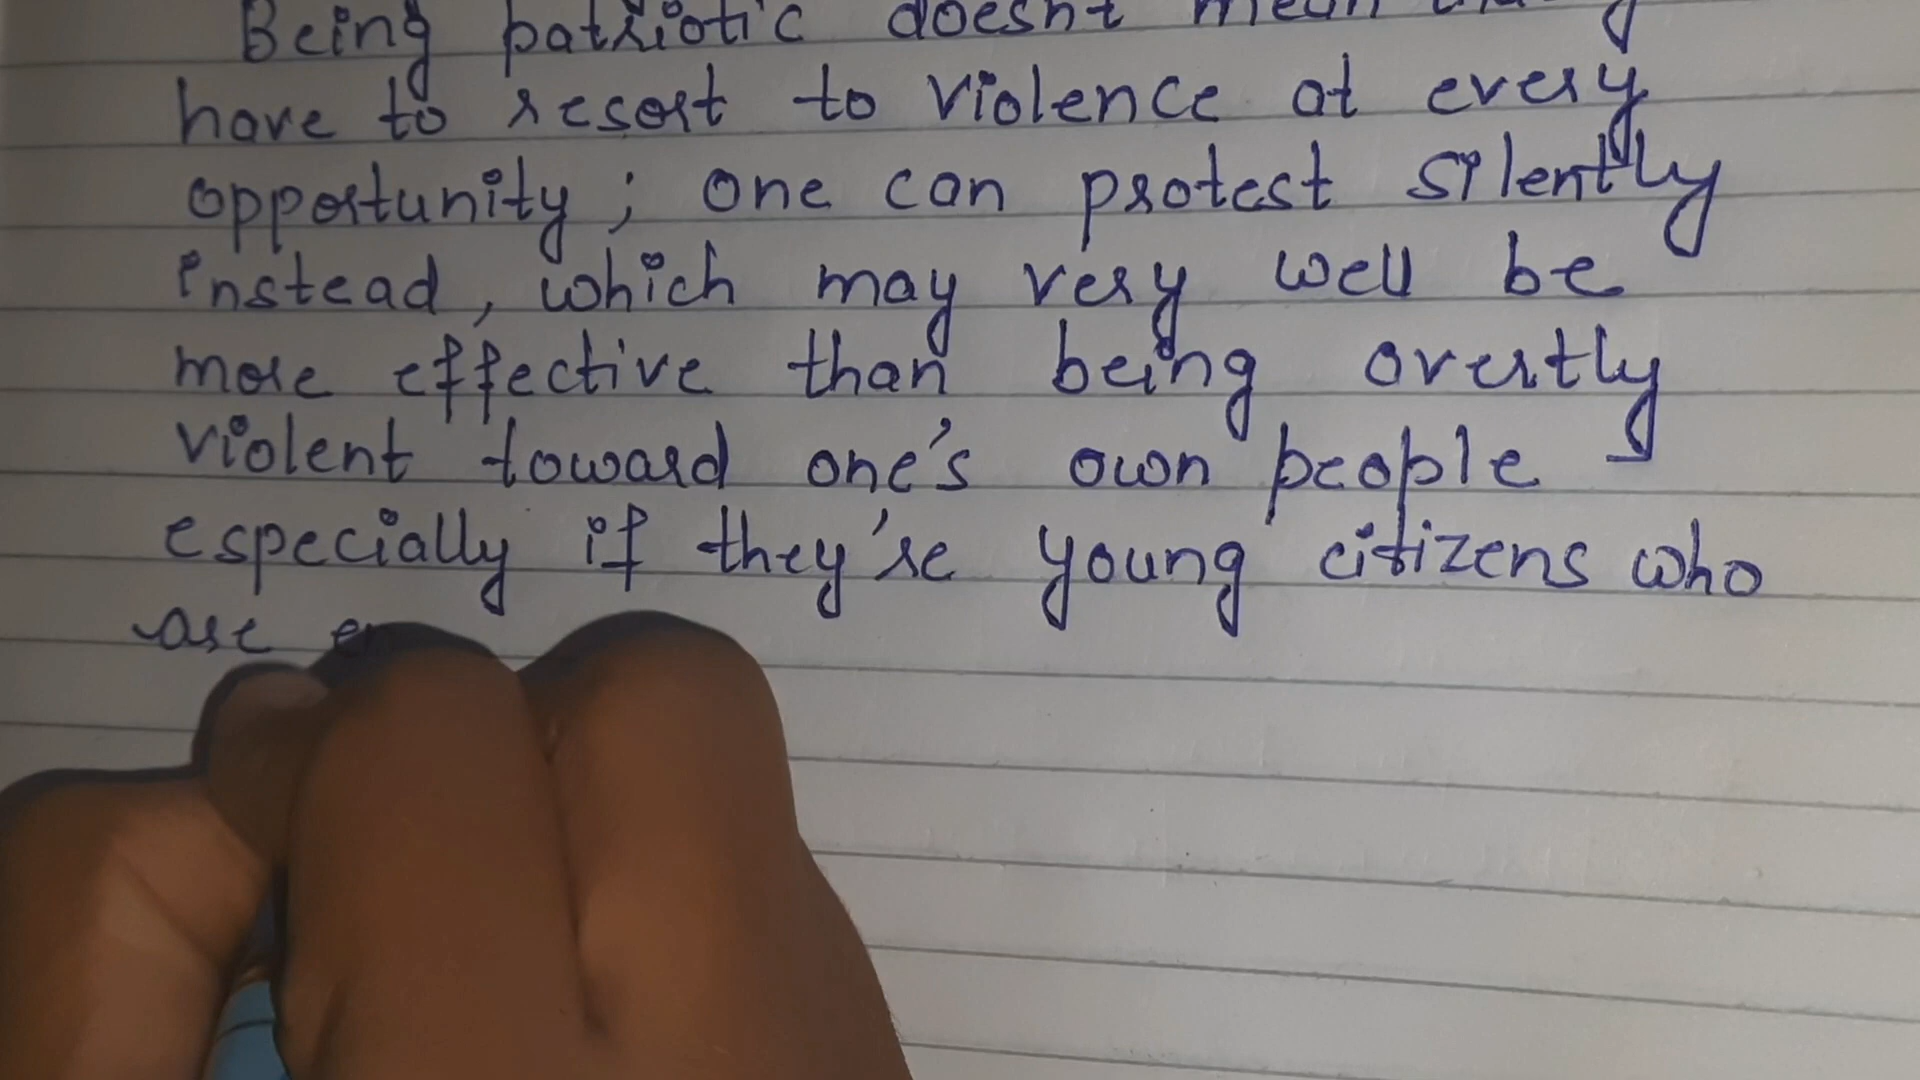 Being patriotic doesnt mean
have to resort to violence at every
opportunity; one can protest silently
instead, which may very well be
more effective than being overtly
violent toward one's own people
especially if they're young citizens who
are